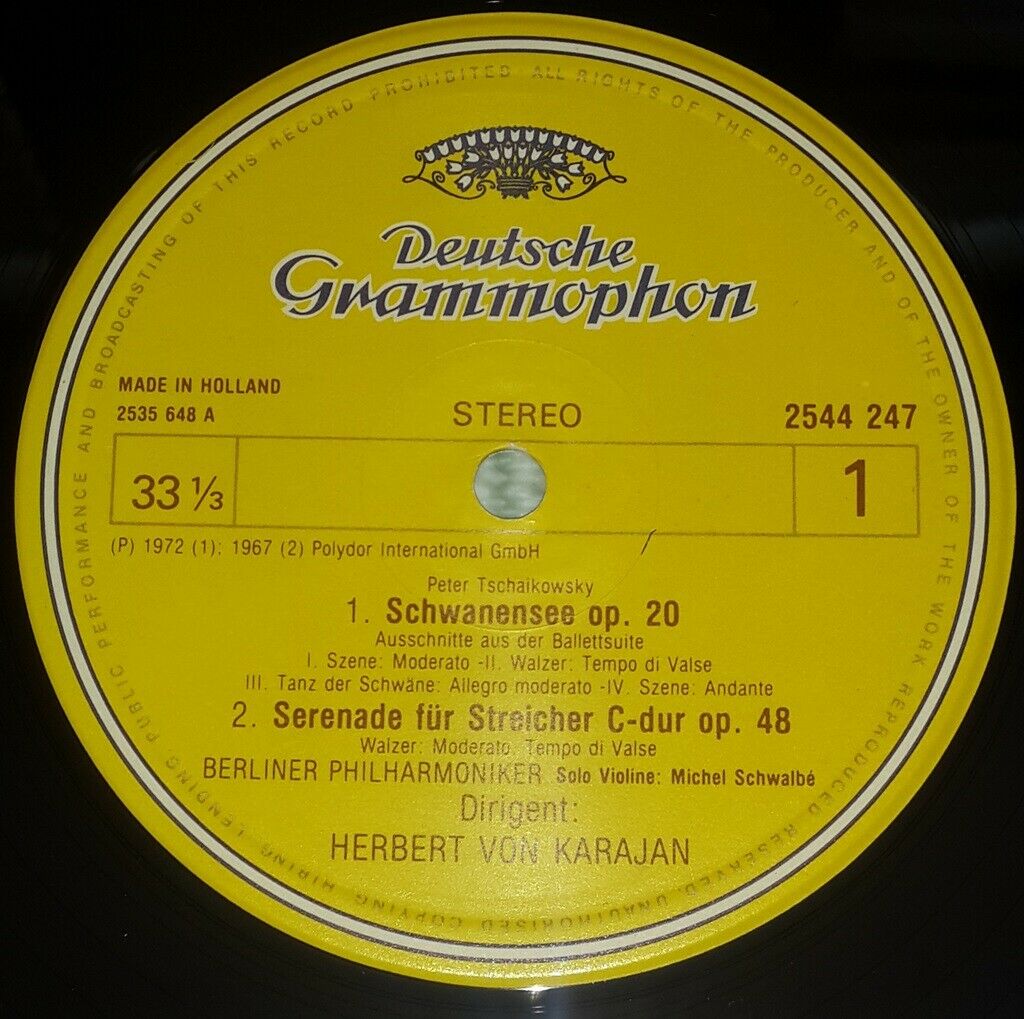 Deutsche
Grammophon
MADE IN HOLLAND
2535 648 A
STEREO
2544 247
33 1/3
1
(P) 1972 (1): 1967 (2) Polydor International GmbH
Peter Tschaikowsky
1. Schwanensee op. 20
Ausschnitte aus der Ballettsuite
I. Szene: Moderato -II. Walzer: Tempo di Valse
III. Tanz der Schwäne: Allegro moderato -IV. Szene: Andante
2. Serenade für Streicher C-dur op. 48
Walzer: Moderato. Tempo di Valse
BERLINER PHILHARMONIKER Solo Violine: Michel Schwalbé
Dirigent:
HERBERT VON KARAJAN
ALL RIGHTS OF THE PRODUCER AND OF THE OWNER OF THE WORK REPRODUCED RESERVED. UNAUTHORISED COPYING, HIRING, LENDING, PUBLIC PERFORMANCE AND BROADCASTING OF THIS RECORD PROHIBITED